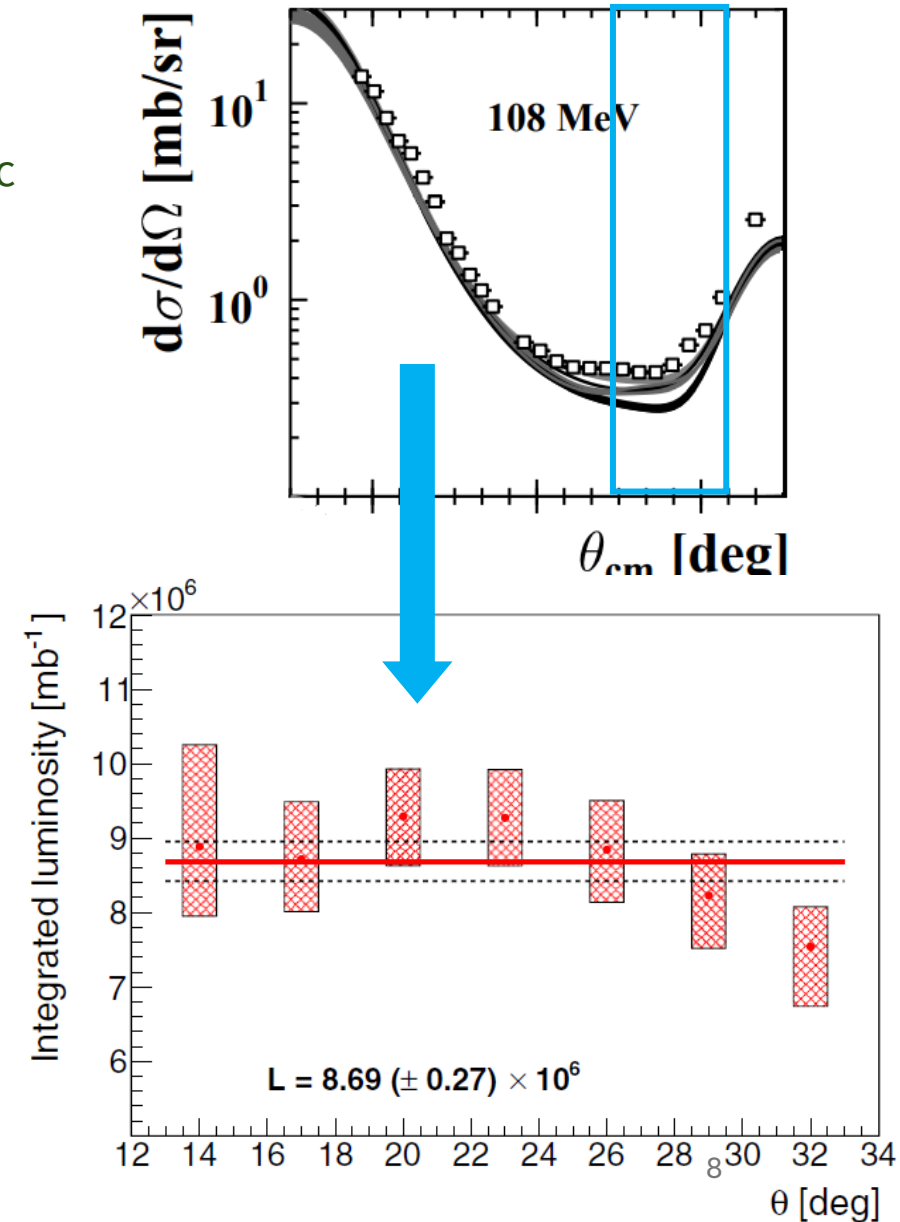 c
dσ/dΩ [mb/sr]
10¹
10⁰
108 MeV
θcm [deg]
×10⁶
Integrated luminosity [mb⁻¹]
12
11
10
9
8
7
6
L = 8.69 (± 0.27) × 10⁶
12 14 16 18 20 22 24 26 28 30 32 34
8
θ [deg]